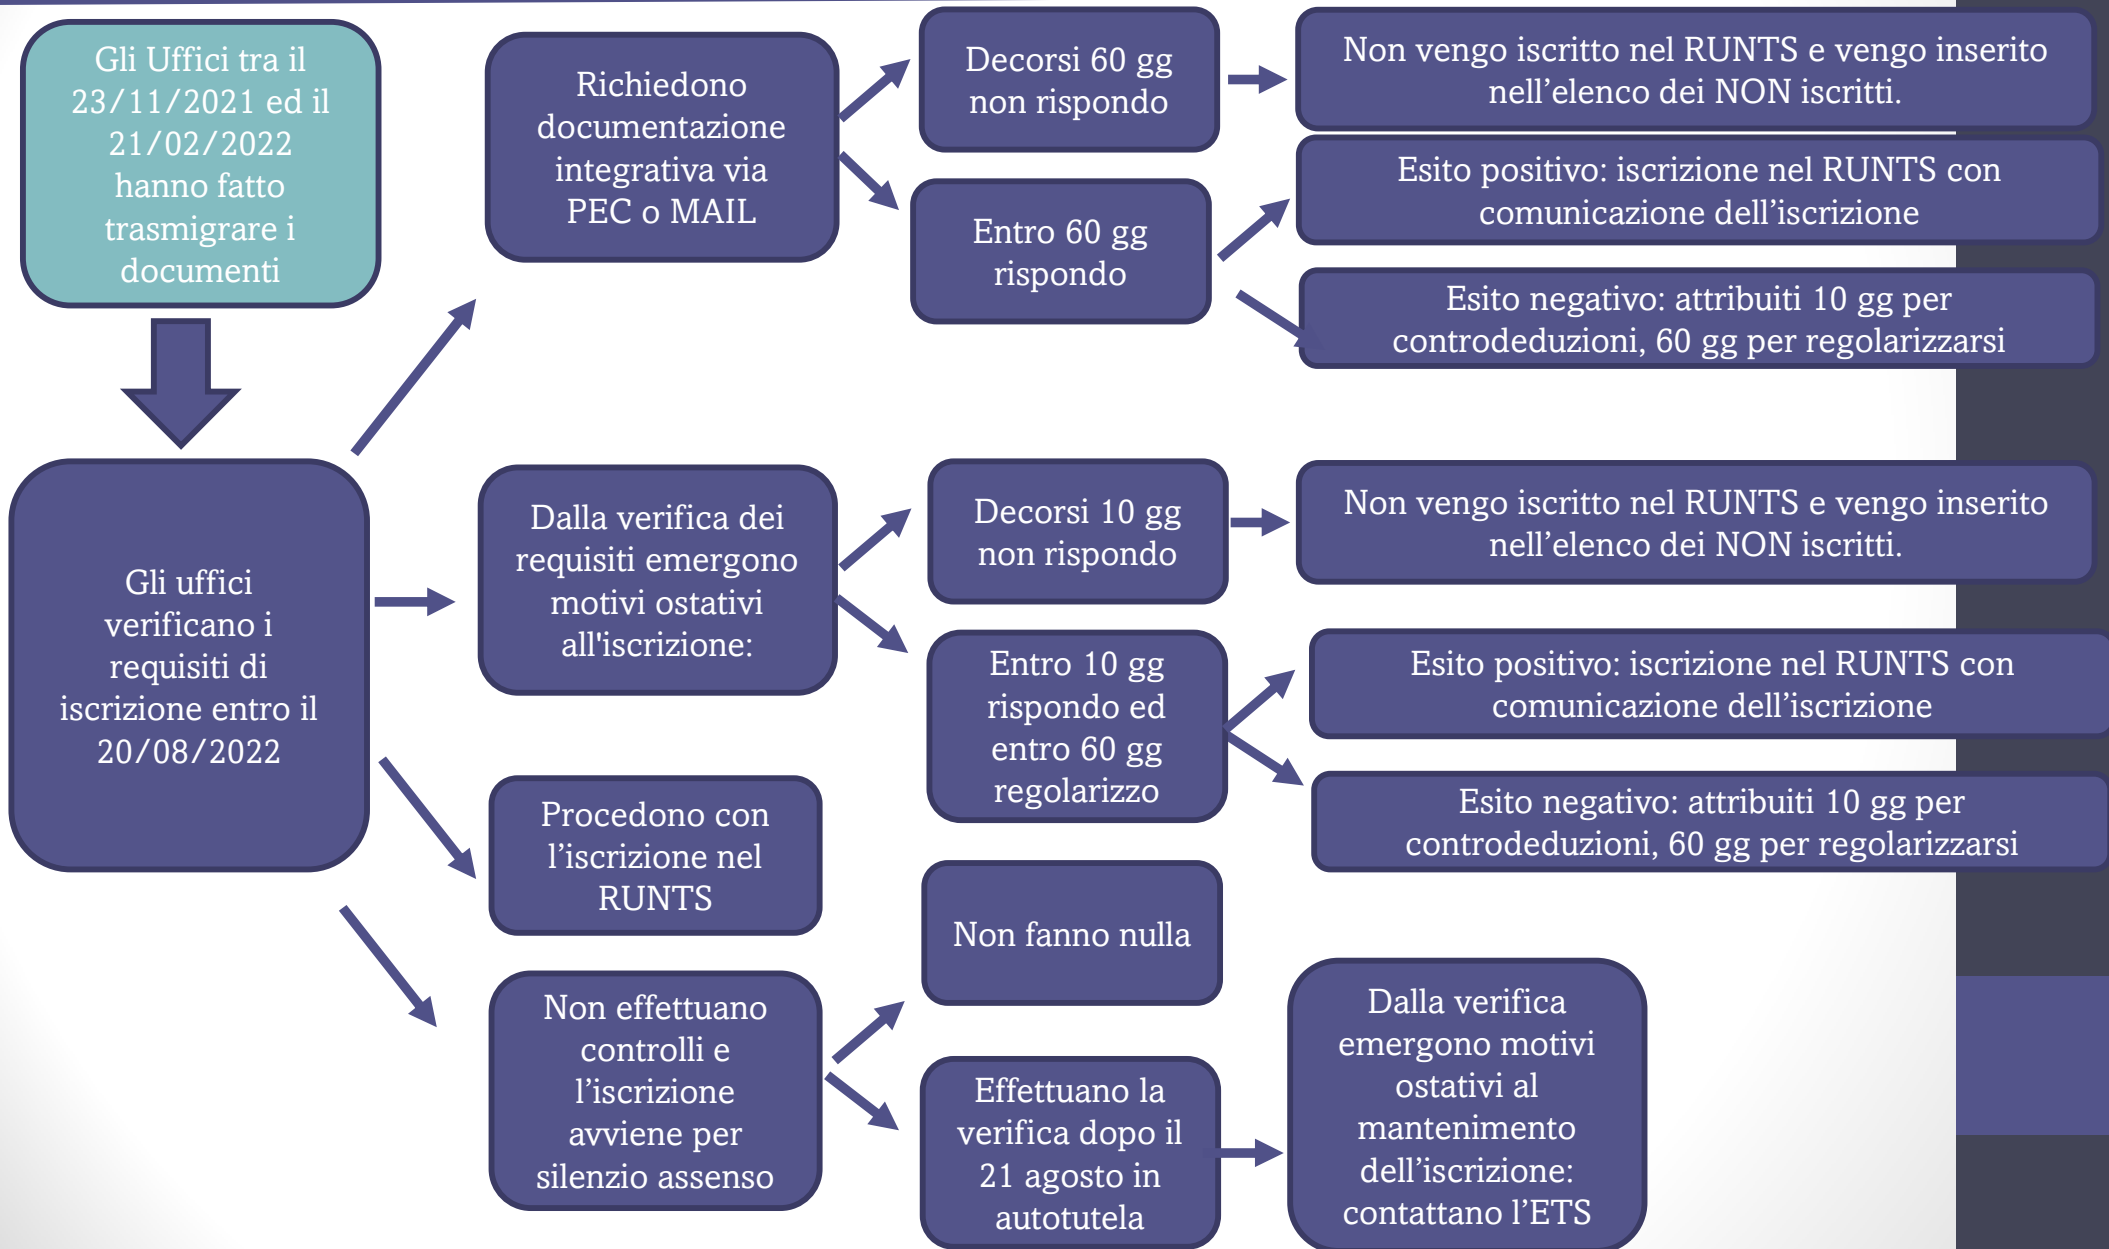 Gli Uffici tra il
23/11/2021 ed il
21/02/2022
hanno fatto
trasmigrare i
documenti
Gli uffici
verificano i
requisiti di
iscrizione entro il
20/08/2022
Richiedono
documentazione
integrativa via
PEC o MAIL
Decorsi 60 gg
non rispondo
Non vengo iscritto nel RUNTS e vengo inserito
nell’elenco dei NON iscritti.
Entro 60 gg
rispondo
Esito positivo: iscrizione nel RUNTS con
comunicazione dell’iscrizione
Esito negativo: attribuiti 10 gg per
controdeduzioni, 60 gg per regolarizzarsi
Dalla verifica dei
requisiti emergono
motivi ostativi
all'iscrizione:
Decorsi 10 gg
non rispondo
Non vengo iscritto nel RUNTS e vengo inserito
nell’elenco dei NON iscritti.
Entro 10 gg
rispondo ed
entro 60 gg
regolarizzo
Esito positivo: iscrizione nel RUNTS con
comunicazione dell’iscrizione
Esito negativo: attribuiti 10 gg per
controdeduzioni, 60 gg per regolarizzarsi
Procedono con
l’iscrizione nel
RUNTS
Non effettuano
controlli e
l’iscrizione
avviene per
silenzio assenso
Non fanno nulla
Effettuano la
verifica dopo il
21 agosto in
autotutela
Dalla verifica
emergono motivi
ostativi al
mantenimento
dell’iscrizione:
contattano l’ETS